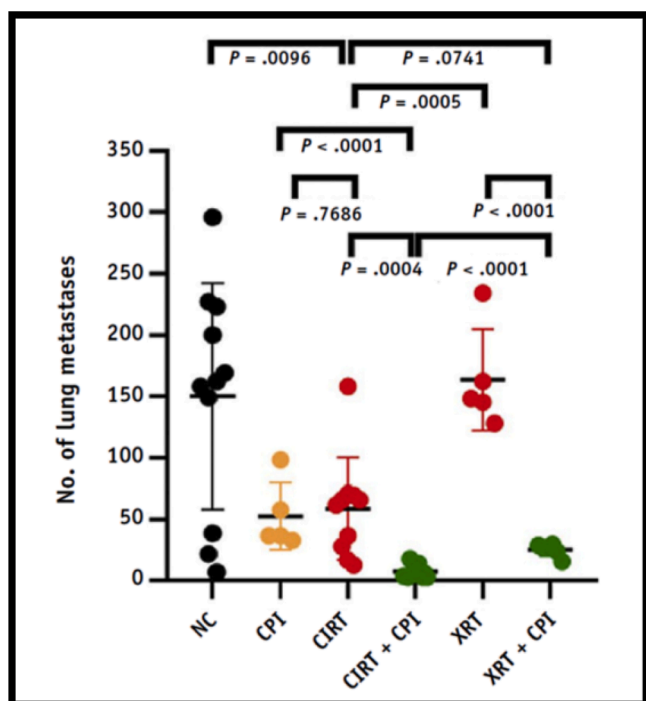 P = .0096
P = .0741
P = .0005
P < .0001
P = .7686
P < .0001
P = .0004
P < .0001
No. of lung metastases
350
300
250
200
150
100
50
0
NC
CPI
CIRT
CIRT + CPI
XRT
XRT + CPI